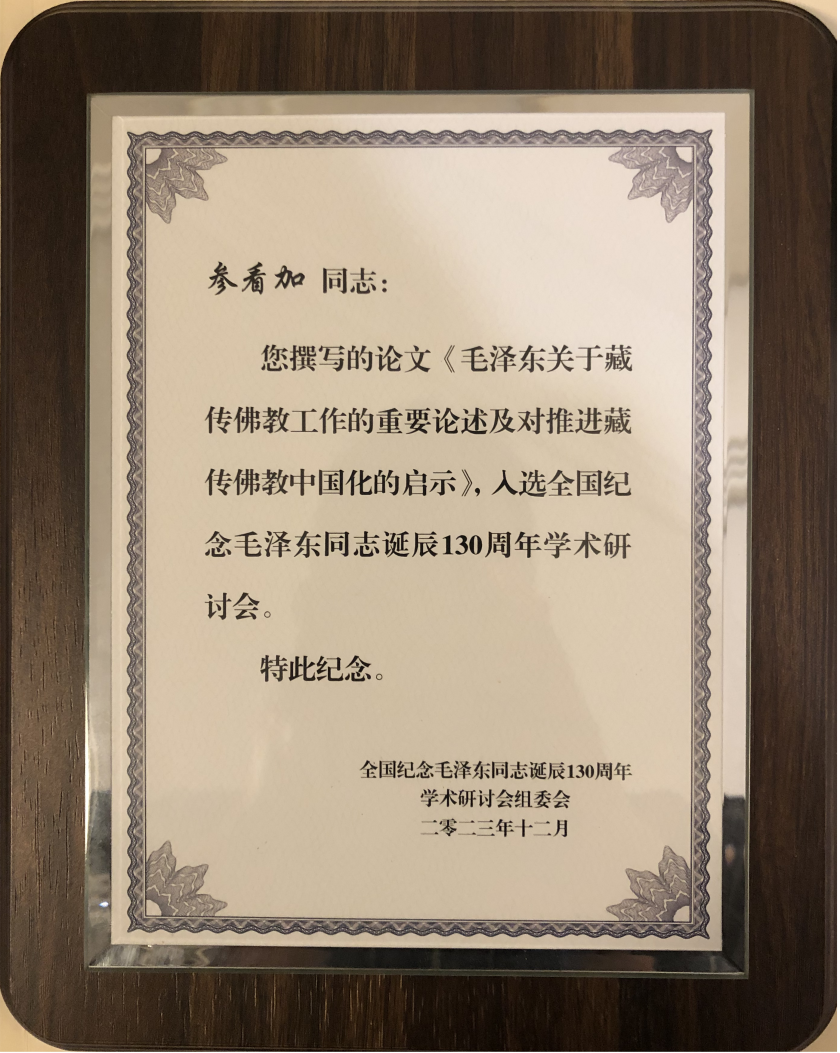 参看加 同志：
您撰写的论文《毛泽东关于藏
传佛教工作的重要论述及对推进藏
传佛教中国化的启示》，入选全国纪
念毛泽东同志诞辰130周年学术研
讨会。
特此纪念。
全国纪念毛泽东同志诞辰130周年
学术研讨会组委会
二零二三年十二月